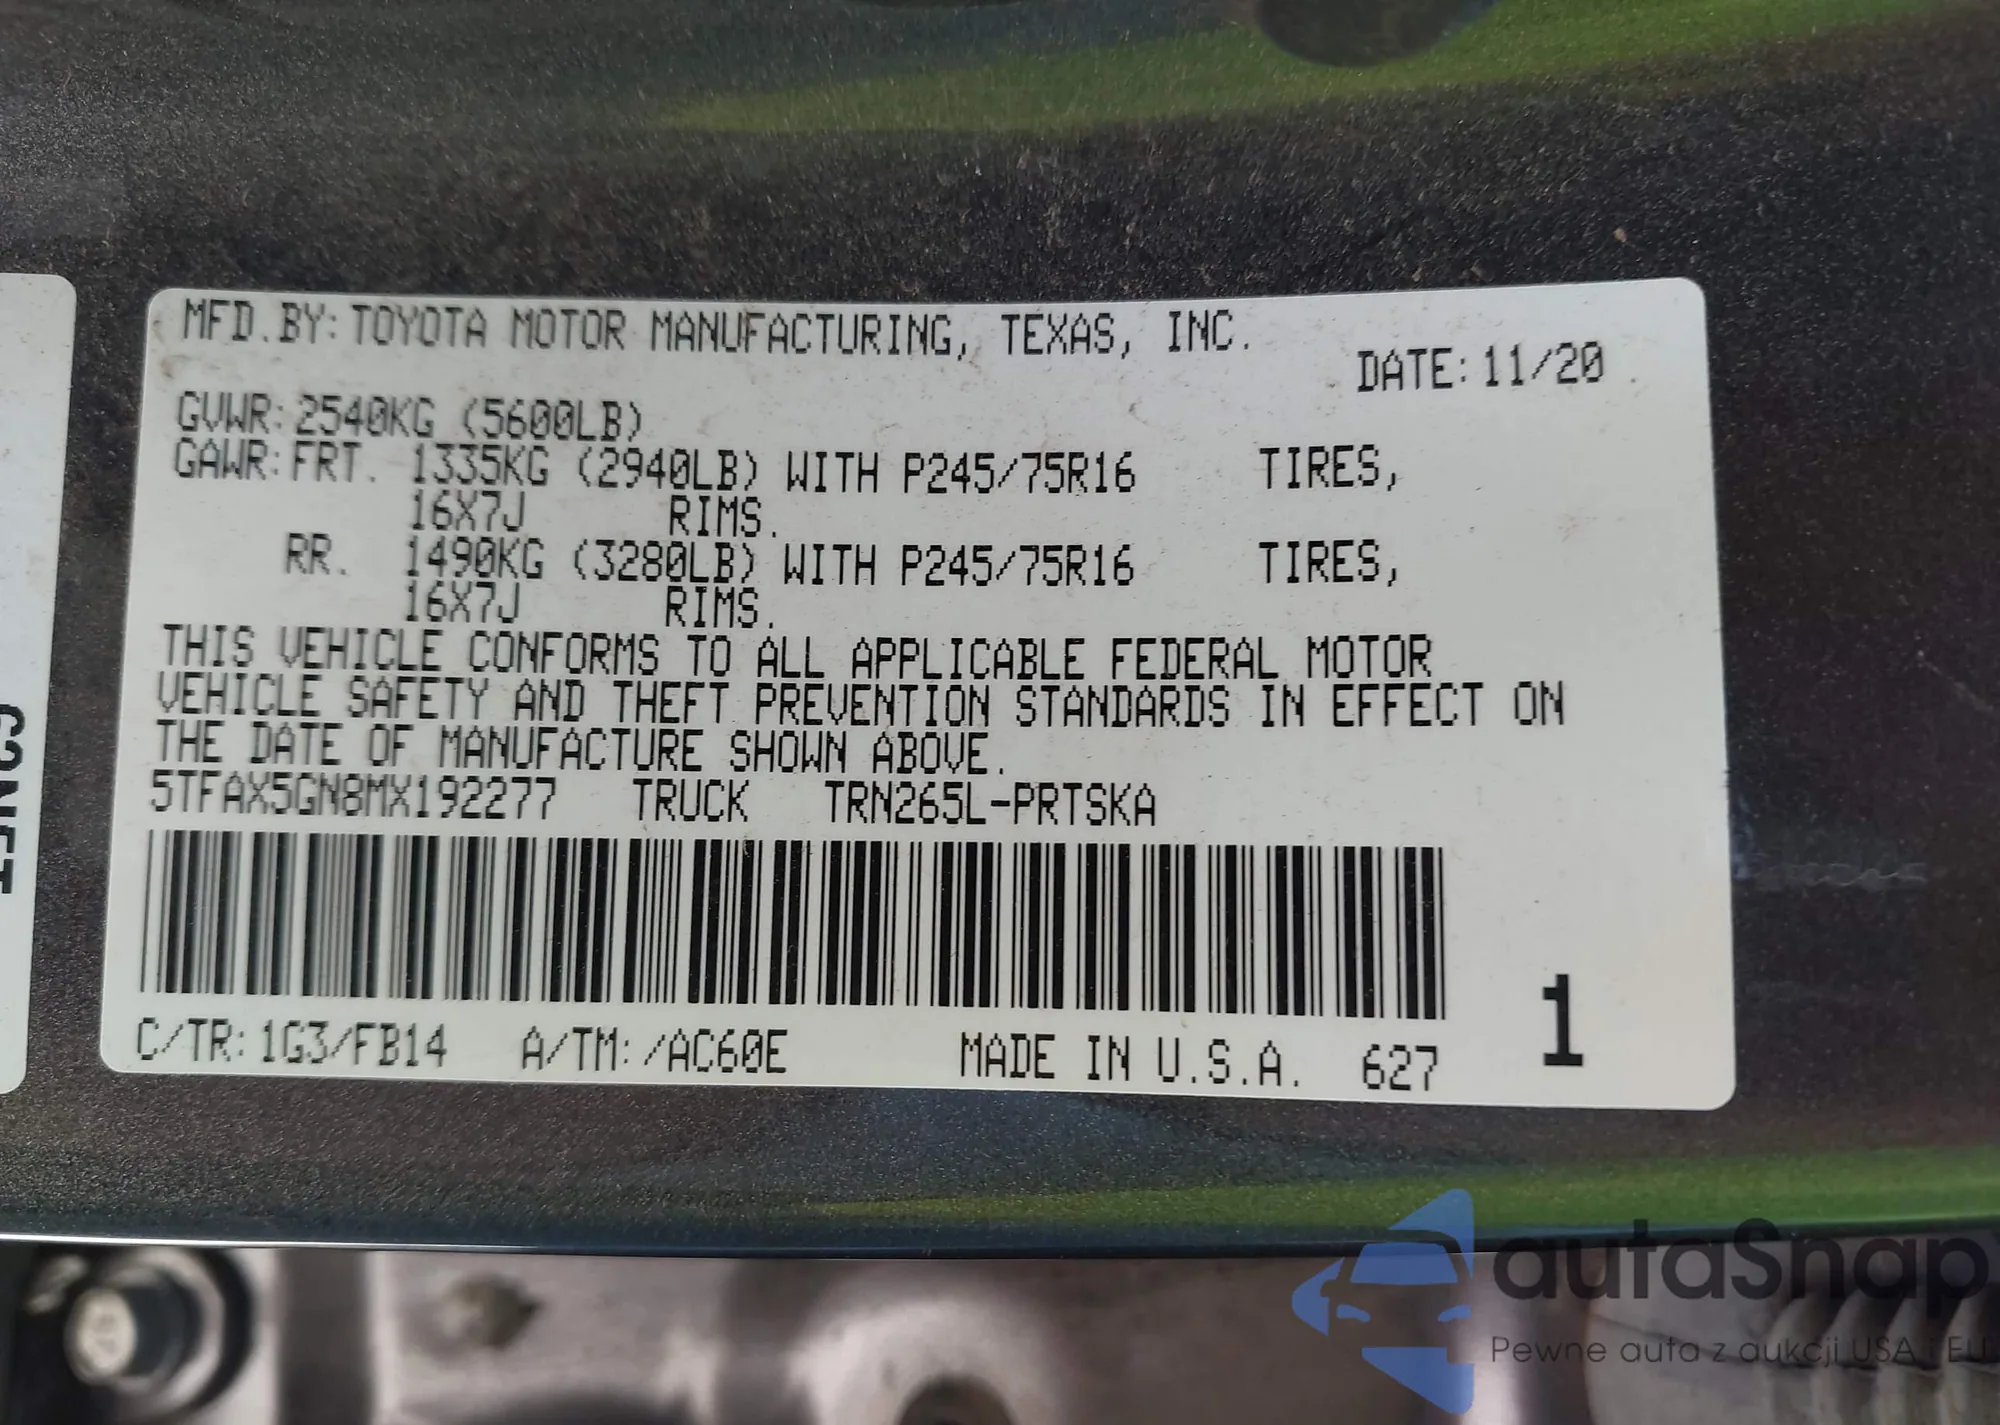 MFD.BY: TOYOTA MOTOR MANUFACTURING, TEXAS, INC.
DATE: 11/20
GVWR: 2540KG (5600LB)
GAWR: FRT. 1335KG (2940LB) WITH P245/75R16 TIRES,
16X7J RIMS.
RR. 1490KG (3280LB) WITH P245/75R16 TIRES,
16X7J RIMS.
THIS VEHICLE CONFORMS TO ALL APPLICABLE FEDERAL MOTOR
VEHICLE SAFETY AND THEFT PREVENTION STANDARDS IN EFFECT ON
THE DATE OF MANUFACTURE SHOWN ABOVE.
5TFAX5GN8MX192277 TRUCK TRN265L-PRTSKA
C/TR: 1G3/FB14 A/TM: /AC60E MADE IN U.S.A. 627 1
autaSnap
Pewne auta z aukcji USA i EU